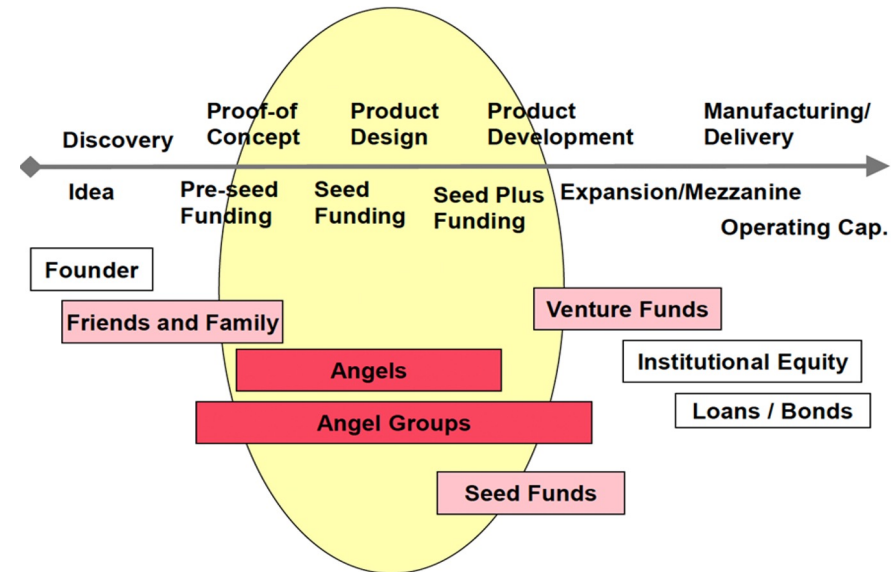 Proof-of
Concept
Product
Design
Product
Development
Manufacturing/
Delivery
Discovery
Idea
Pre-seed
Funding
Seed
Funding
Seed Plus
Funding
Expansion/Mezzanine
Operating Cap.
Founder
Friends and Family
Venture Funds
Angels
Institutional Equity
Angel Groups
Loans / Bonds
Seed Funds